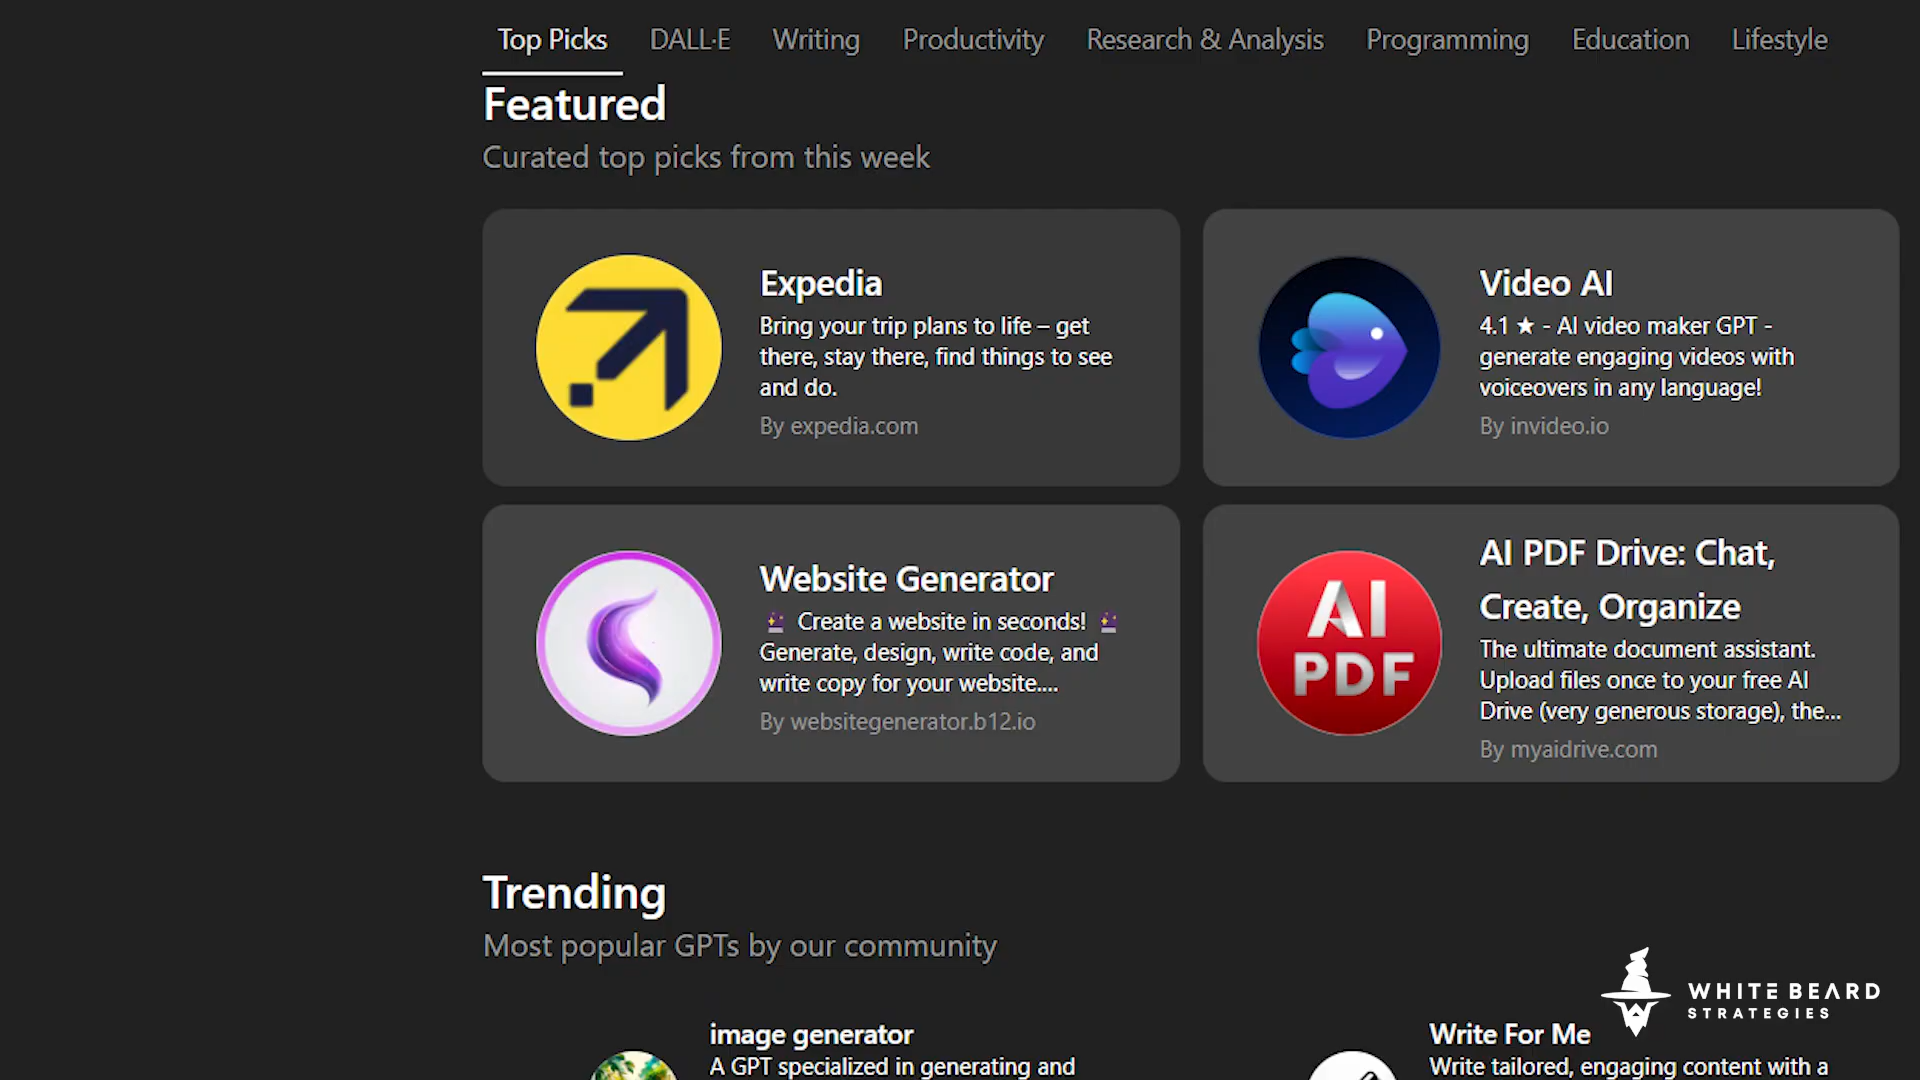 Top Picks DALL·E Writing Productivity Research & Analysis Programming Education Lifestyle
Featured
Curated top picks from this week
Expedia
Bring your trip plans to life – get
there, stay there, find things to see
and do.
By expedia.com
Video AI
4.1 ★ - AI video maker GPT -
generate engaging videos with
voiceovers in any language!
By invideo.io
Website Generator
Create a website in seconds!
Generate, design, write code, and
write copy for your website....
By websitegenerator.b12.io
AI
PDF
AI PDF Drive: Chat,
Create, Organize
The ultimate document assistant.
Upload files once to your free AI
Drive (very generous storage), the...
By myaidrive.com
Trending
Most popular GPTs by our community
image generator
A GPT specialized in generating and
Write For Me
Write tailored, engaging content with a
WHITE BEARD
STRATEGIES